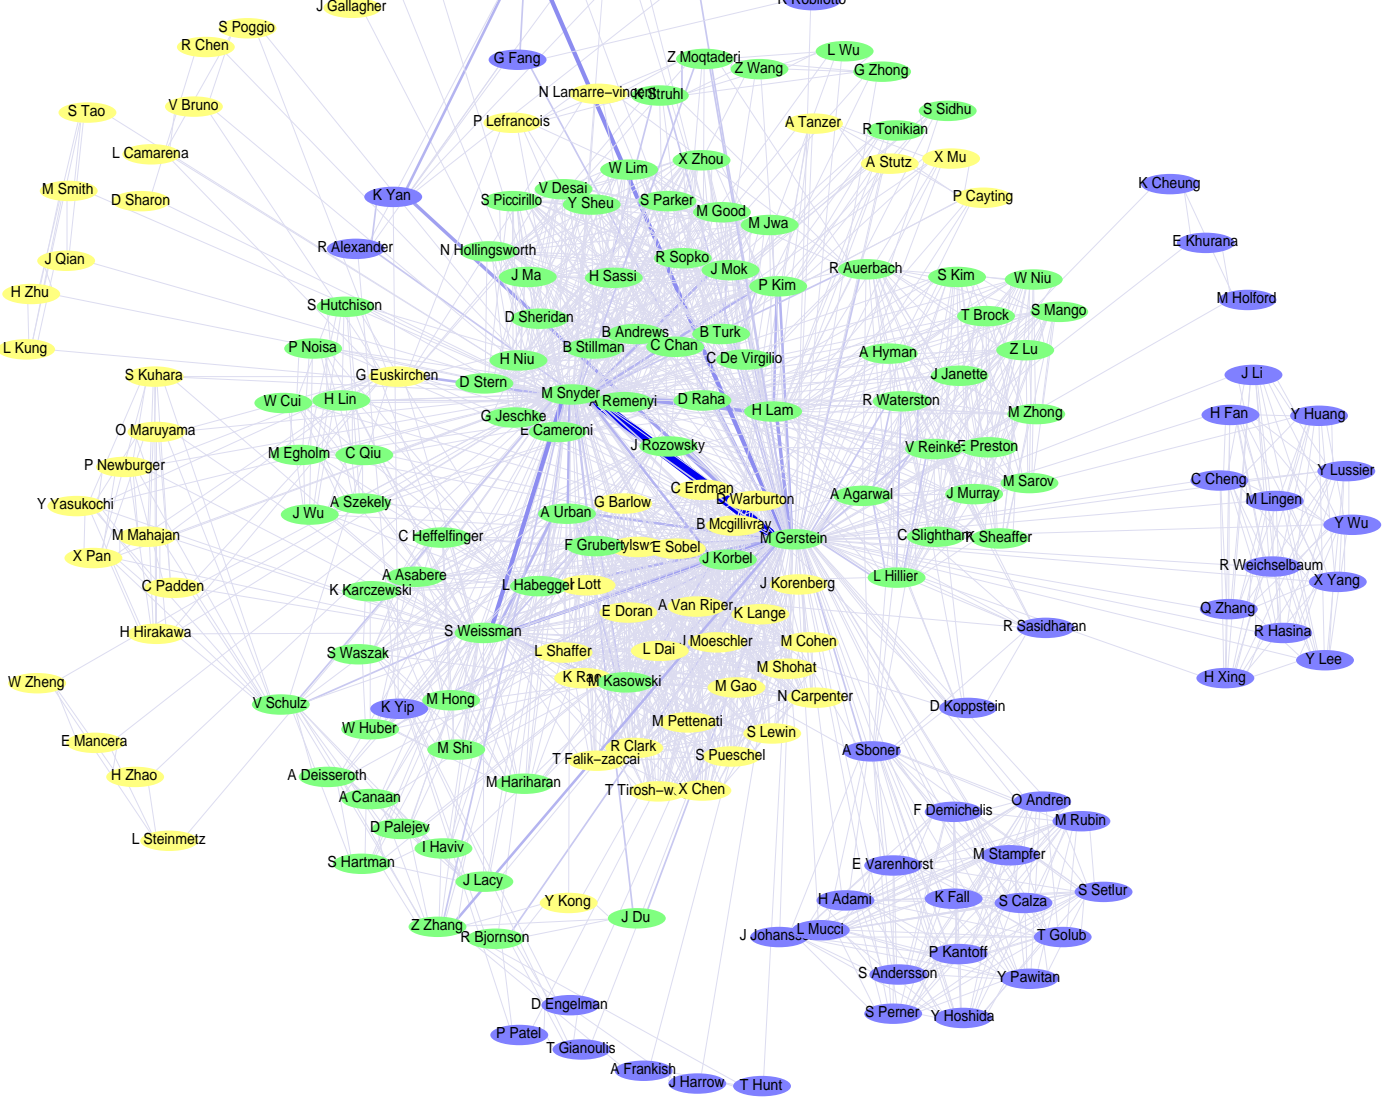 J Gallagher
S Poggio
R Chen
G Fang
Z Moqtaderi
L Wu
Z Wang
G Zhong
N Lamarre-vincent
K Struhl
V Bruno
S Tao
P Lefrancois
A Tanzer
S Sidhu
R Tonikian
L Camarena
X Zhou
W Lim
A Stutz
X Mu
K Cheung
M Smith
D Sharon
K Yan
S Piccirillo
V Desai
Y Sheu
S Parker
M Good
M Jwa
P Cayting
R Alexander
N Hollingsworth
E Khurana
J Qian
J Ma
H Sassi
R Sopko
J Mok
P Kim
R Auerbach
S Kim
W Niu
H Zhu
S Hutchison
M Holford
D Sheridan
T Brock
S Mango
B Andrews
B Turk
L Kung
P Noisa
H Niu
B Stillman
C Chan
C De Virgilio
A Hyman
Z Lu
S Kuhara
G Euskirchen
D Stern
J Janette
J Li
M Snyder
A Remenyi
D Raha
H Lam
R Waterston
W Cui
H Lin
G Jeschke
E Cameroni
M Zhong
H Fan
Y Huang
O Maruyama
J Rozowsky
V Reinke
E Preston
M Egholm
C Qiu
P Newburger
Y Lussier
C Cheng
M Sarov
C Erdman
D Warburton
A Agarwal
J Murray
M Lingen
Y Yasukochi
A Szekely
G Barlow
J Wu
A Urban
B Mcgillivray
Y Wu
M Mahajan
C Heffelfinger
M Gerstein
C Slightham
K Sheaffer
X Pan
F Grubert
E Sobel
J Korbel
R Weichselbaum
C Padden
A Asabere
K Karczewski
L Habegger
I Lott
J Korenberg
L Hillier
X Yang
E Doran
A Van Riper
K Lange
Q Zhang
H Hirakawa
S Weissman
R Sasidharan
R Hasina
J Moeschler
M Cohen
S Waszak
L Shaffer
L Dai
Y Lee
M Shohat
H Xing
W Zheng
M Kasowski
M Gao
N Carpenter
V Schulz
K Yip
M Hong
D Koppstein
W Huber
M Pettenati
S Lewin
E Mancera
M Shi
R Clark
A Sboner
T Falik-zaccai
S Pueschel
H Zhao
A Deisseroth
M Hariharan
X Chen
A Canaan
F Demichelis
O Andren
M Rubin
L Steinmetz
D Palejev
I Haviv
S Hartman
E Varenhorst
M Stampfer
J Lacy
S Setlur
Y Kong
H Adami
K Fall
S Calza
J Du
Z Zhang
R Bjornson
L Mucci
T Golub
P Kantoff
S Andersson
Y Pawitan
D Engelman
S Perner
Y Hoshida
P Patel
T Gianoulis
A Frankish
J Harrow
T Hunt